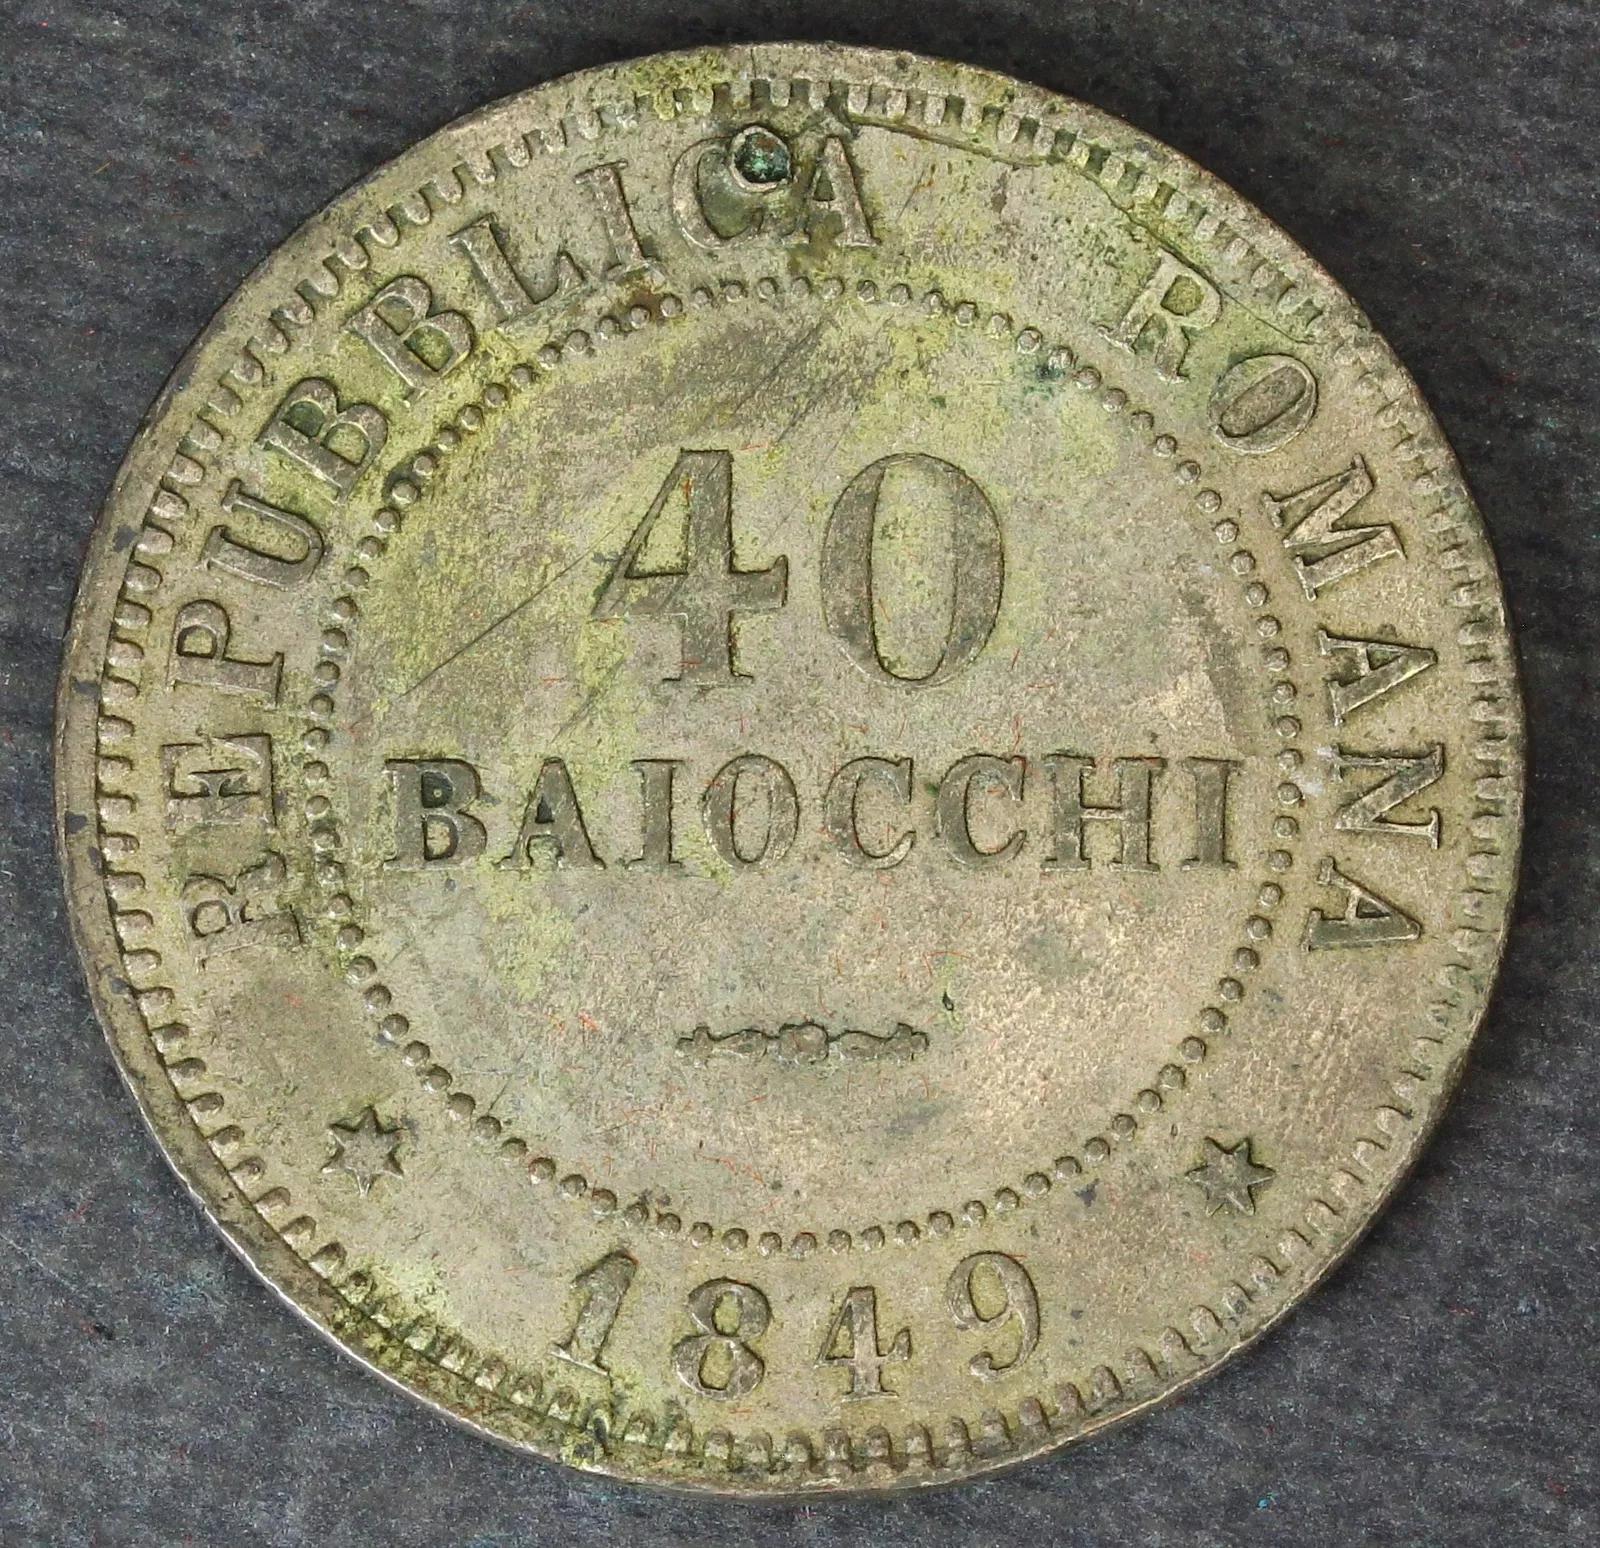 REPUBBLICA ROMANA
40
BAIOCCHI
1849